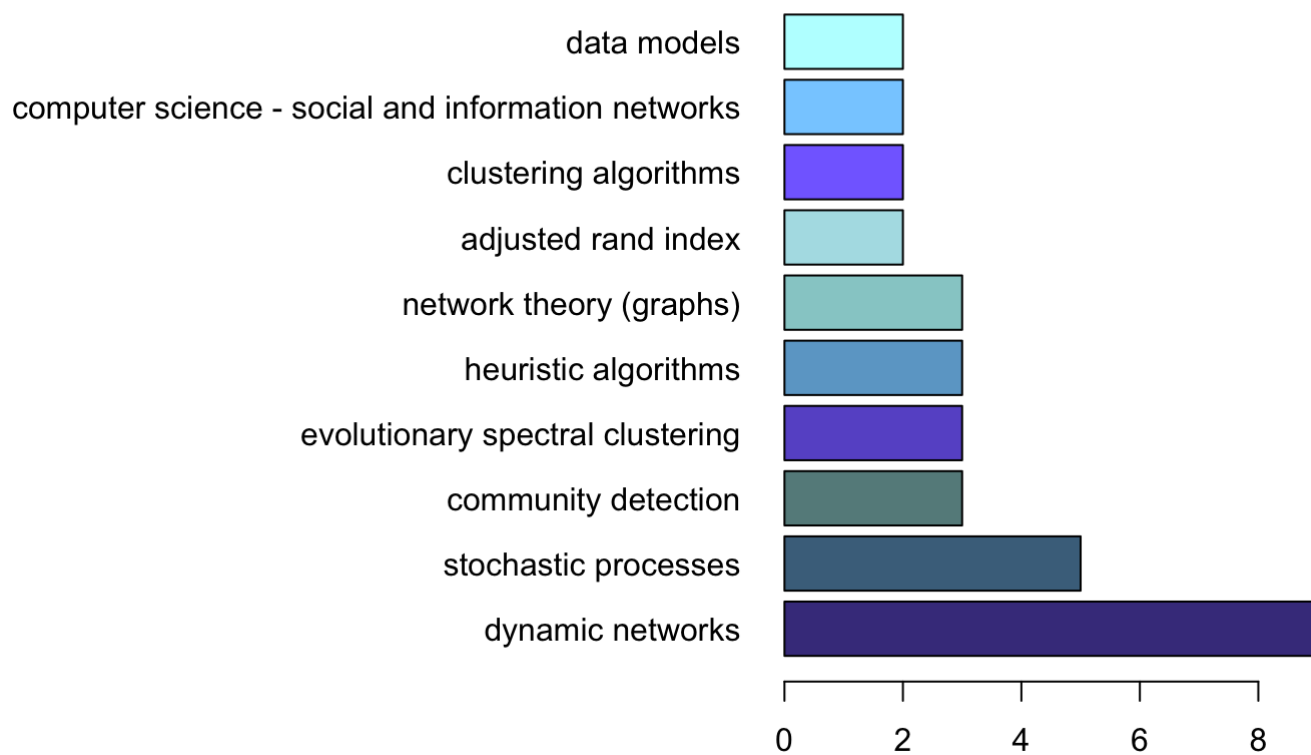 data models
computer science - social and information networks
clustering algorithms
adjusted rand index
network theory (graphs)
heuristic algorithms
evolutionary spectral clustering
community detection
stochastic processes
dynamic networks
0 2 4 6 8